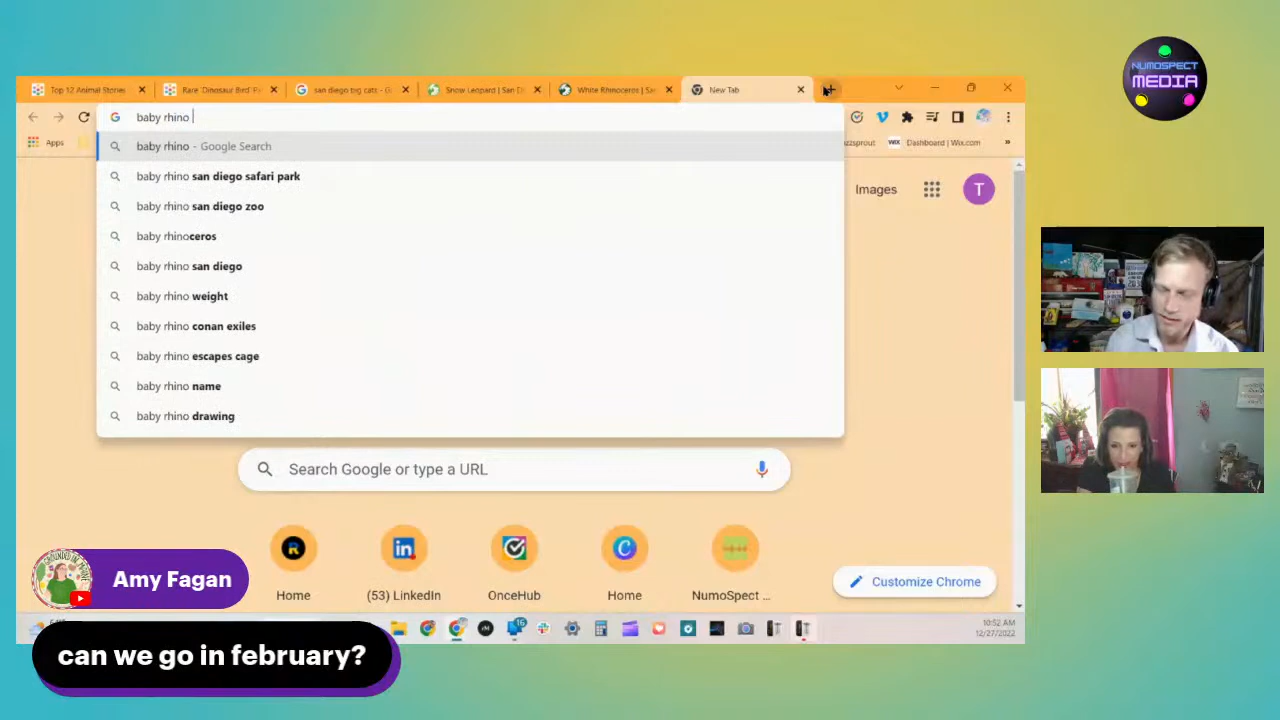 NUMOSPECT
MEDIA
Top 12 Animal Stories
Rare 'Dinosaur Bird'
san diego big cats - G
Snow Leopard | San D
White Rhinoceros | Sa
New Tab
baby rhino
Apps
Dashboard | Wix.com
baby rhino - Google Search
baby rhino san diego safari park
baby rhino san diego zoo
baby rhinoceros
baby rhino san diego
baby rhino weight
baby rhino conan exiles
baby rhino escapes cage
baby rhino name
baby rhino drawing
Images
T
Search Google or type a URL
Home
(53) LinkedIn
OnceHub
Home
NumoSpect ...
Customize Chrome
Amy Fagan
16
10:52 AM
12/27/2022
can we go in february?